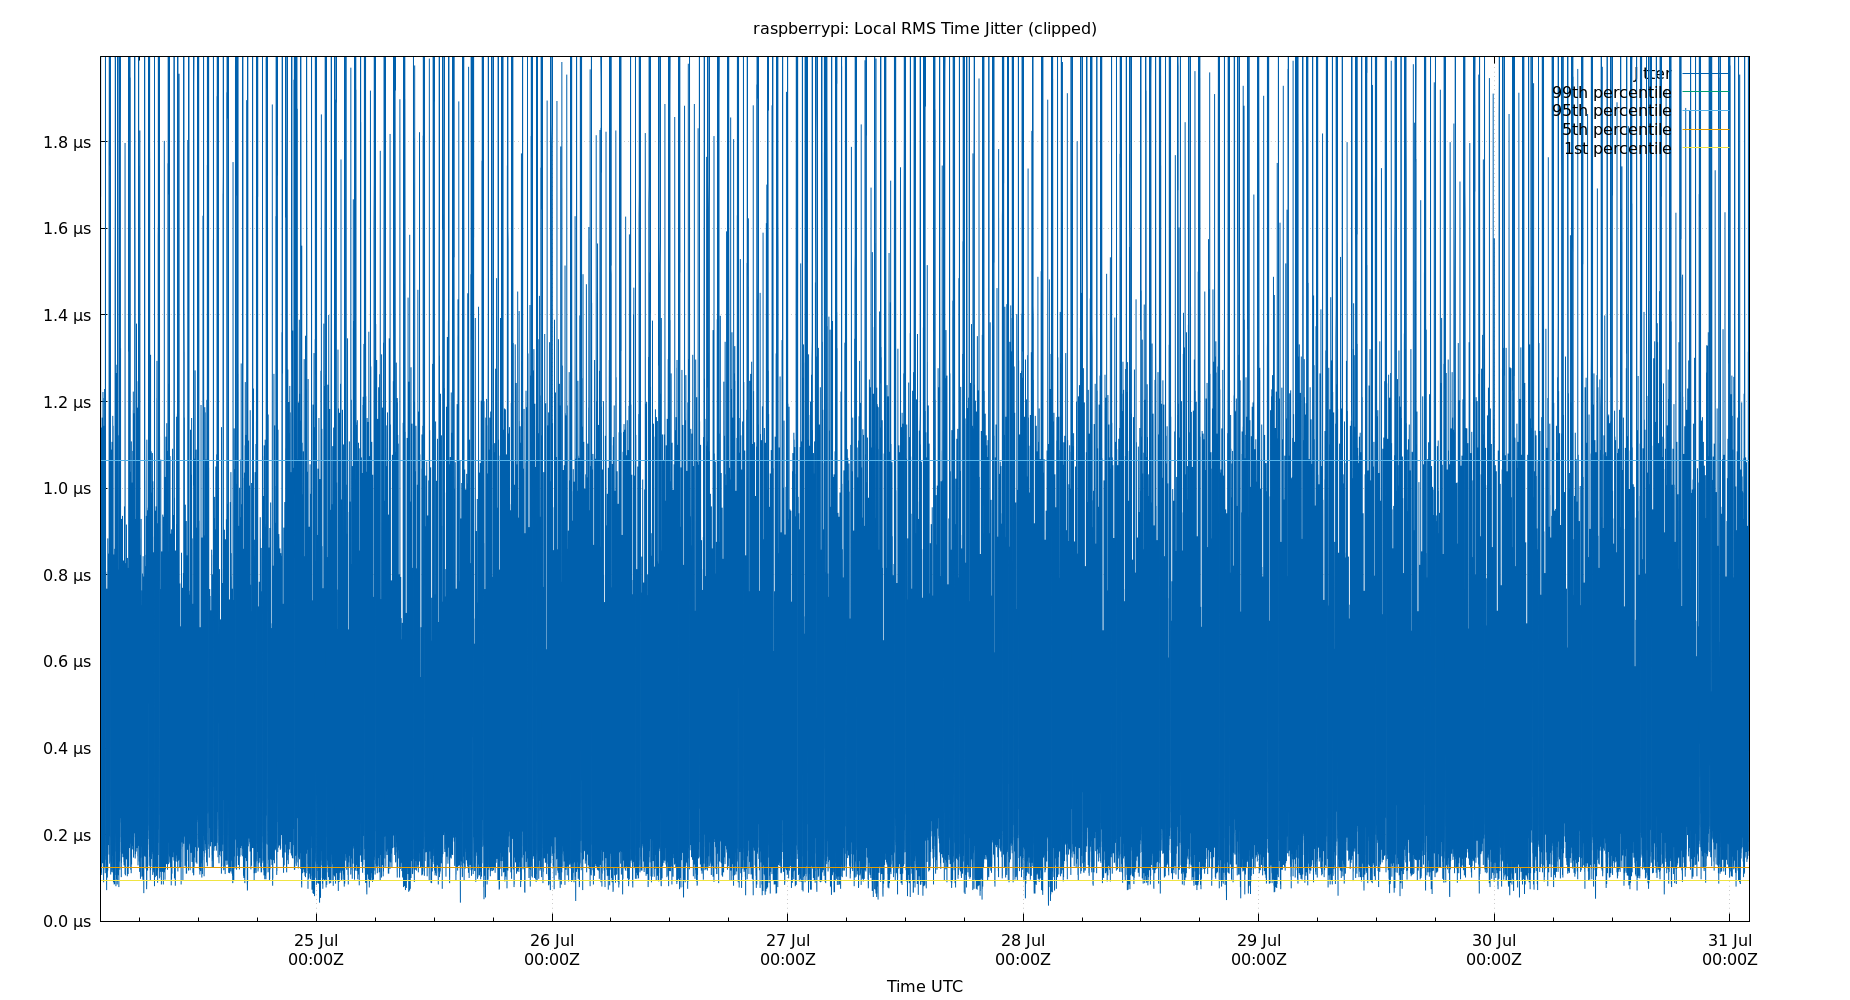 raspberrypi: Local RMS Time Jitter (clipped)
jitter
99th percentile
95th percentile
5th percentile
1st percentile
1.8 µs
1.6 µs
1.4 µs
1.2 µs
1.0 µs
0.8 µs
0.6 µs
0.4 µs
0.2 µs
0.0 µs
25 Jul 26 Jul 27 Jul 28 Jul 29 Jul 30 Jul 31 Jul
00:00Z 00:00Z 00:00Z 00:00Z 00:00Z 00:00Z 00:00Z
Time UTC